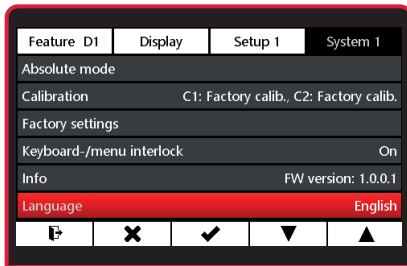 Feature D1 Display Setup 1 System 1
Absolute mode
Calibration C1: Factory calib., C2: Factory calib.
Factory settings
Keyboard-/menu interlock On
Info FW version: 1.0.0.1
Language English